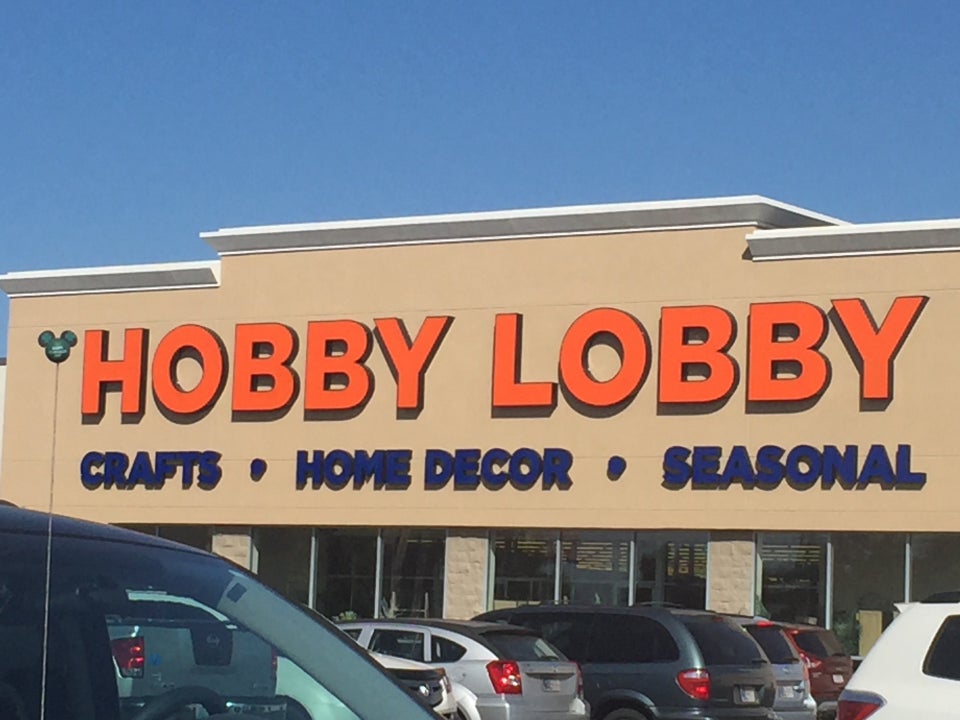 HOBBY LOBBY
CRAFTS • HOME DECOR • SEASONAL